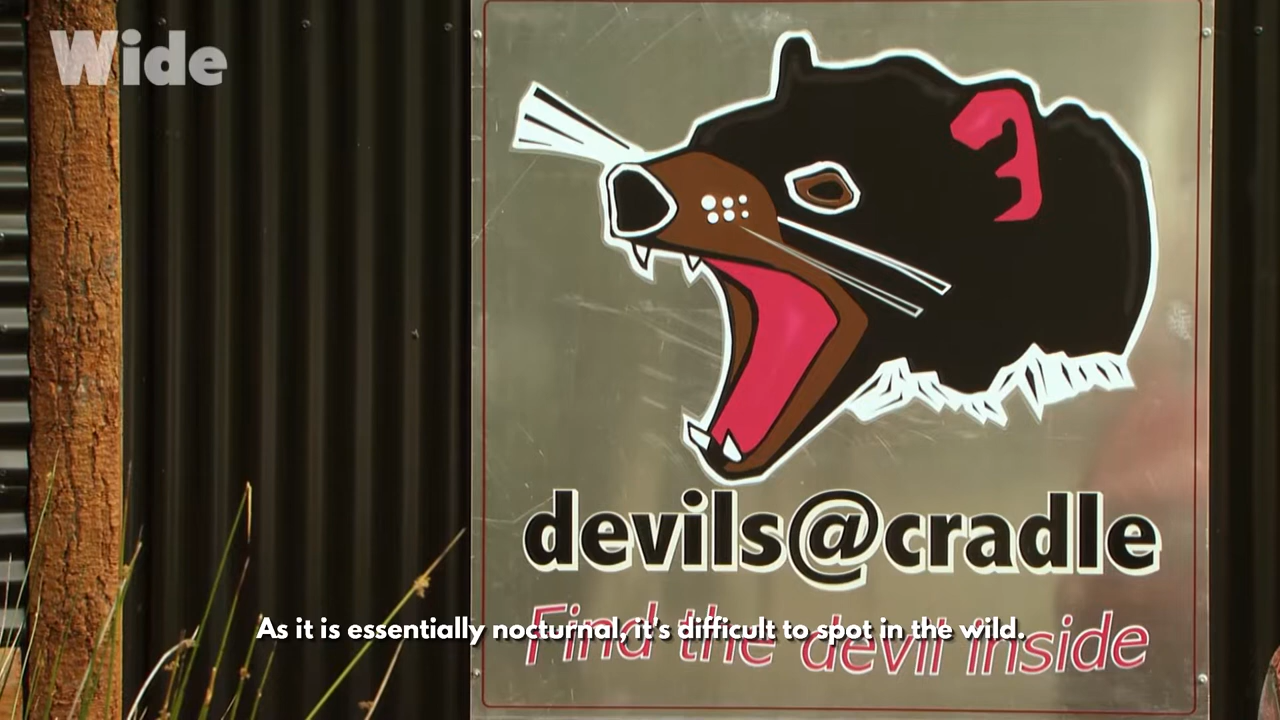 Wide
devils@cradle
Find the devil inside
As it is essentially nocturnal, it's difficult to spot in the wild.